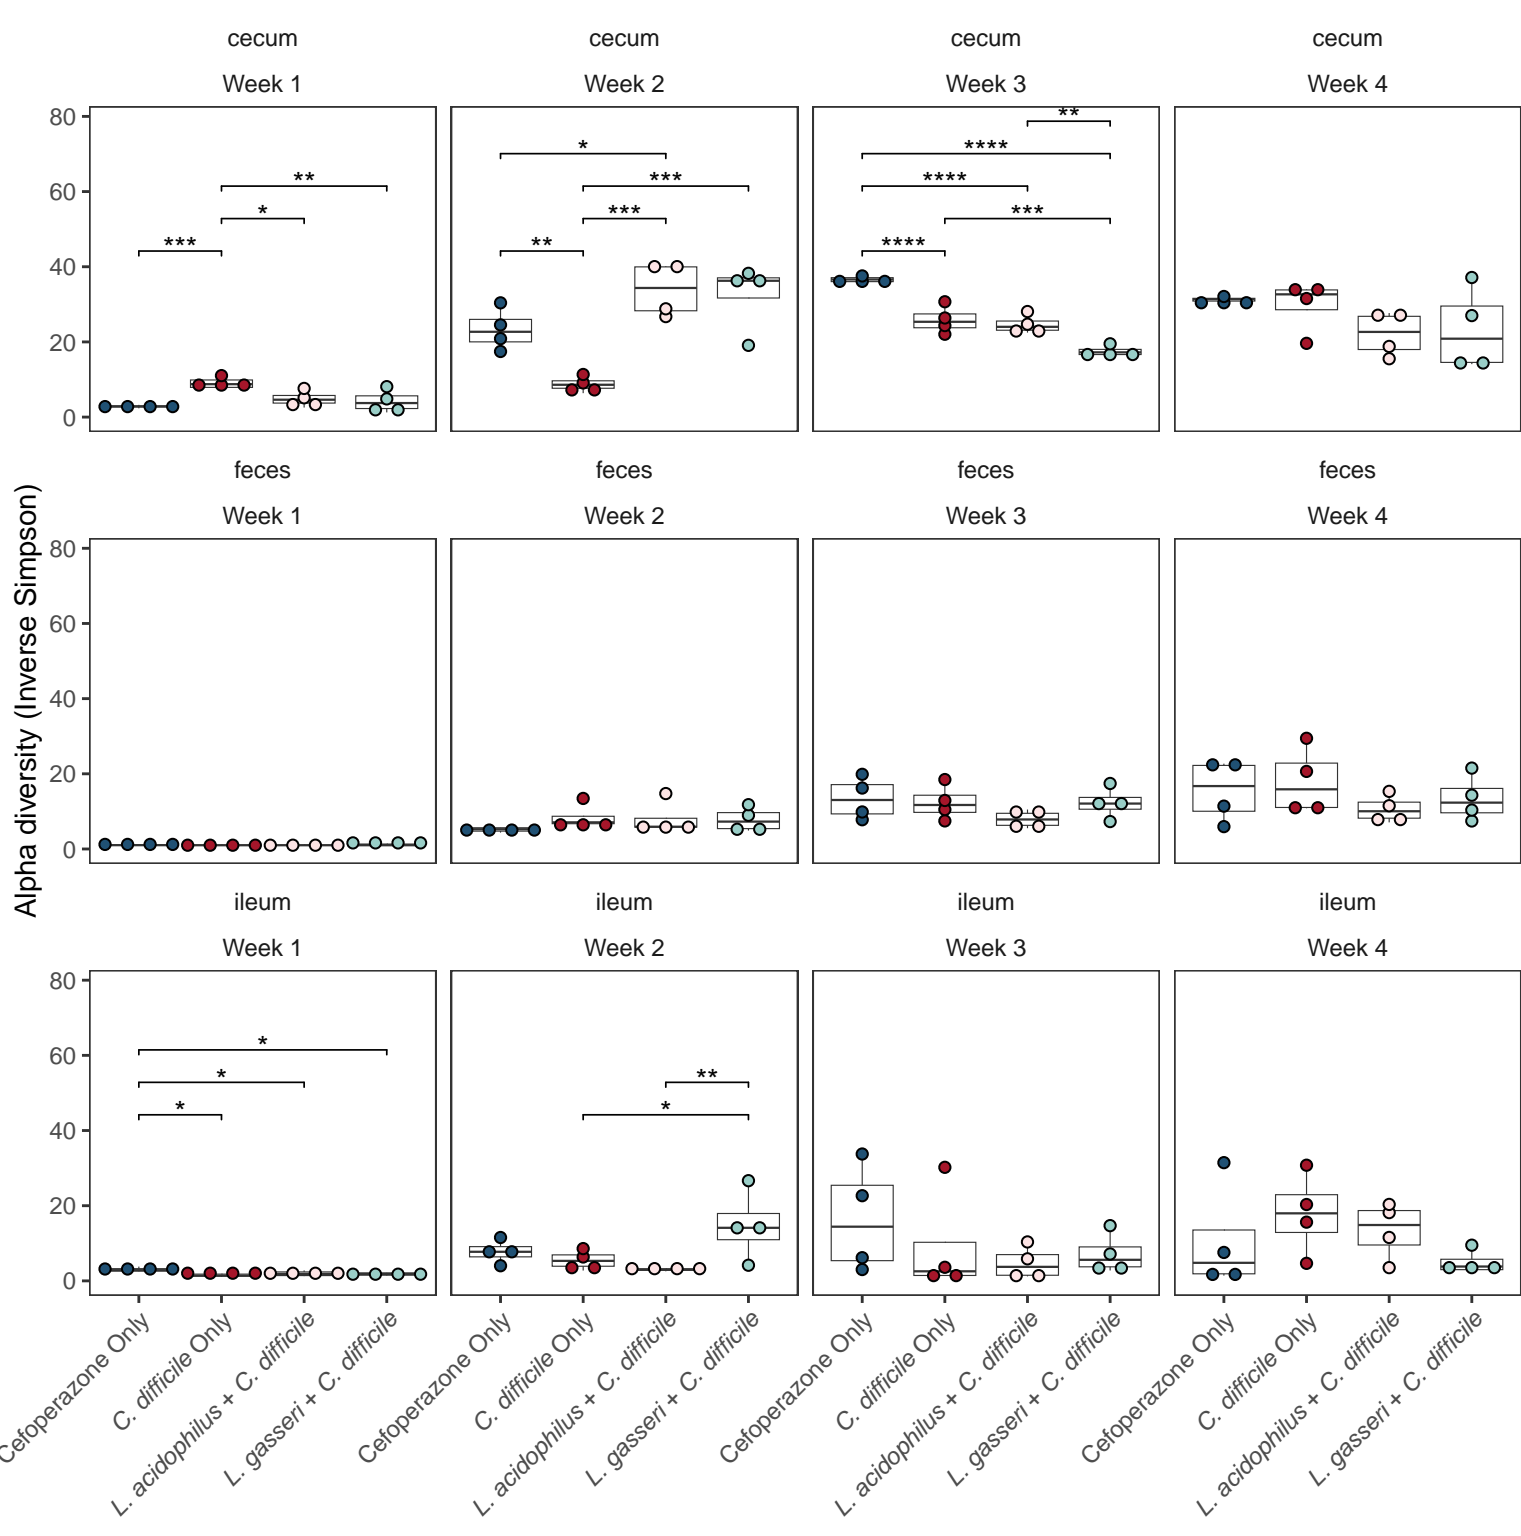 cecum cecum cecum cecum
Week 1 Week 2 Week 3 Week 4
80
60
40
20
0
*** * **
** *** *** * 
**** *** **** **** **
feces feces feces feces
Week 1 Week 2 Week 3 Week 4
80
60
40
20
0
Alpha diversity (Inverse Simpson)
ileum ileum ileum ileum
Week 1 Week 2 Week 3 Week 4
80
60
40
20
0
* * *
* **
Cefoperazone Only
C. difficile Only
L. acidophilus + C. difficile
L. gasseri + C. difficile
Cefoperazone Only
C. difficile Only
L. acidophilus + C. difficile
L. gasseri + C. difficile
Cefoperazone Only
C. difficile Only
L. acidophilus + C. difficile
L. gasseri + C. difficile
Cefoperazone Only
C. difficile Only
L. acidophilus + C. difficile
L. gasseri + C. difficile